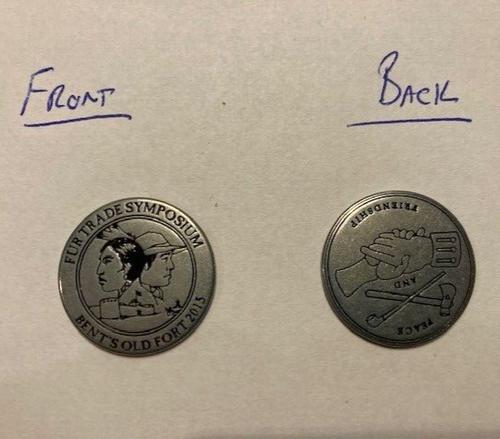 FRONT
BACK
FUR TRADE SYMPOSIUM
BENT'S OLD FORT 2015
PEACE
AND
FRIENDSHIP